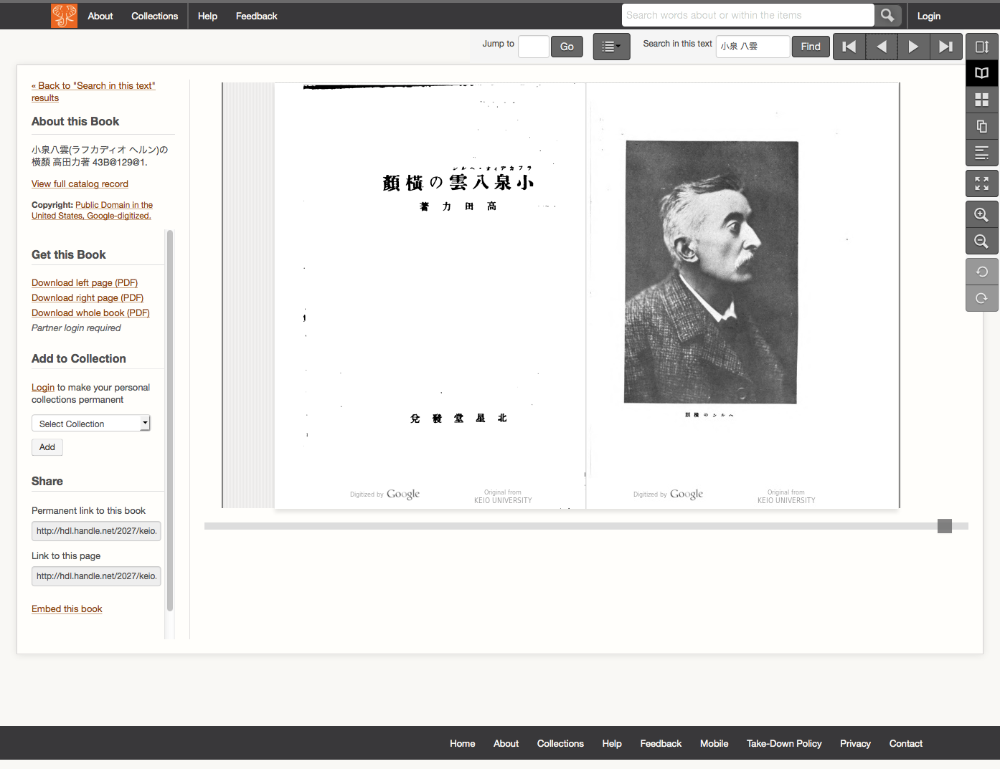 About Collections Help Feedback
Search words about or within the items
Login
Jump to Go
Search in this text 小泉 八雲 Find
« Back to "Search in this text" results
About this Book
小泉八雲(ラフカディオ ヘルン)の
横顏 高田力著 43B@129@1.
View full catalog record
Copyright: Public Domain in the
United States, Google-digitized.
Get this Book
Download left page (PDF)
Download right page (PDF)
Download whole book (PDF)
Partner login required
Add to Collection
Login to make your personal
collections permanent
Select Collection
Add
Share
Permanent link to this book
http://hdl.handle.net/2027/keio.
Link to this page
http://hdl.handle.net/2027/keio.
Embed this book
ラフカディオ・ヘルン
小泉八雲の橫顏
高田力著
北星堂發兌
Digitized by Google
Original from
KEIO UNIVERSITY
ヘルンの橫顏
Digitized by Google
Original from
KEIO UNIVERSITY
Home About Collections Help Feedback Mobile Take-Down Policy Privacy Contact